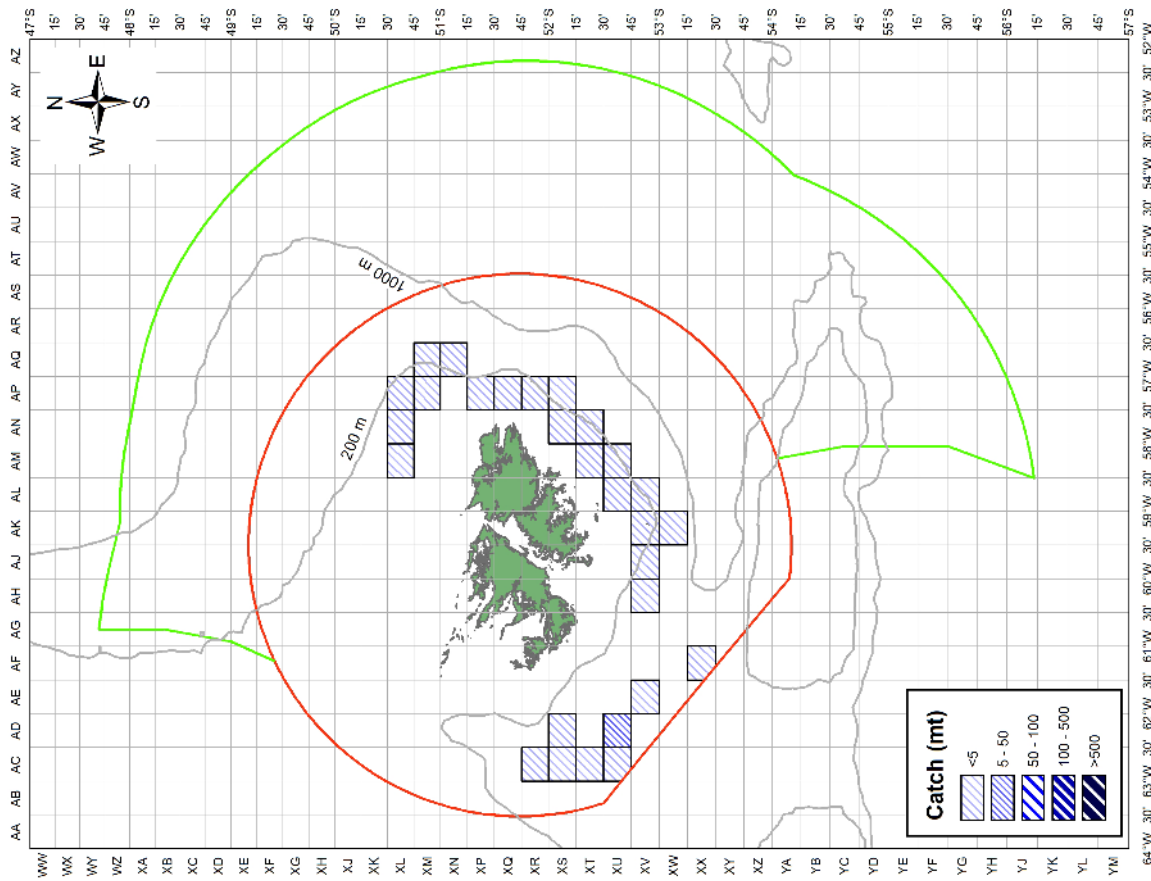 AA AB AC AD AE AF AG AH AJ AK AL AM AN AP AQ AR AS AT AU AV AW AX AY AZ
47°S
15'
30'
45'
48°S
15'
30'
45'
49°S
15'
30'
45'
50°S
15'
30'
45'
51°S
15'
30'
45'
52°S
15'
30'
45'
53°S
15'
30'
45'
54°S
15'
30'
45'
55°S
15'
30'
45'
56°S
15'
30'
45'
57°S
WW
WX
WY
WZ
XA
XB
XC
XD
XE
XF
XG
XH
XJ
XK
XL
XM
XN
XP
XQ
XR
XS
XT
XU
XV
XW
XX
XY
XZ
YA
YB
YC
YD
YE
YF
YG
YH
YJ
YK
YL
YM
N
W E
S
1000 m
200 m
Catch (mt)
<5
5 - 50
50 - 100
100 - 500
>500
64°W 30' 63°W 30' 62°W 30' 61°W 30' 60°W 30' 59°W 30' 58°W 30' 57°W 30' 56°W 30' 55°W 30' 54°W 30' 53°W 30' 52°W